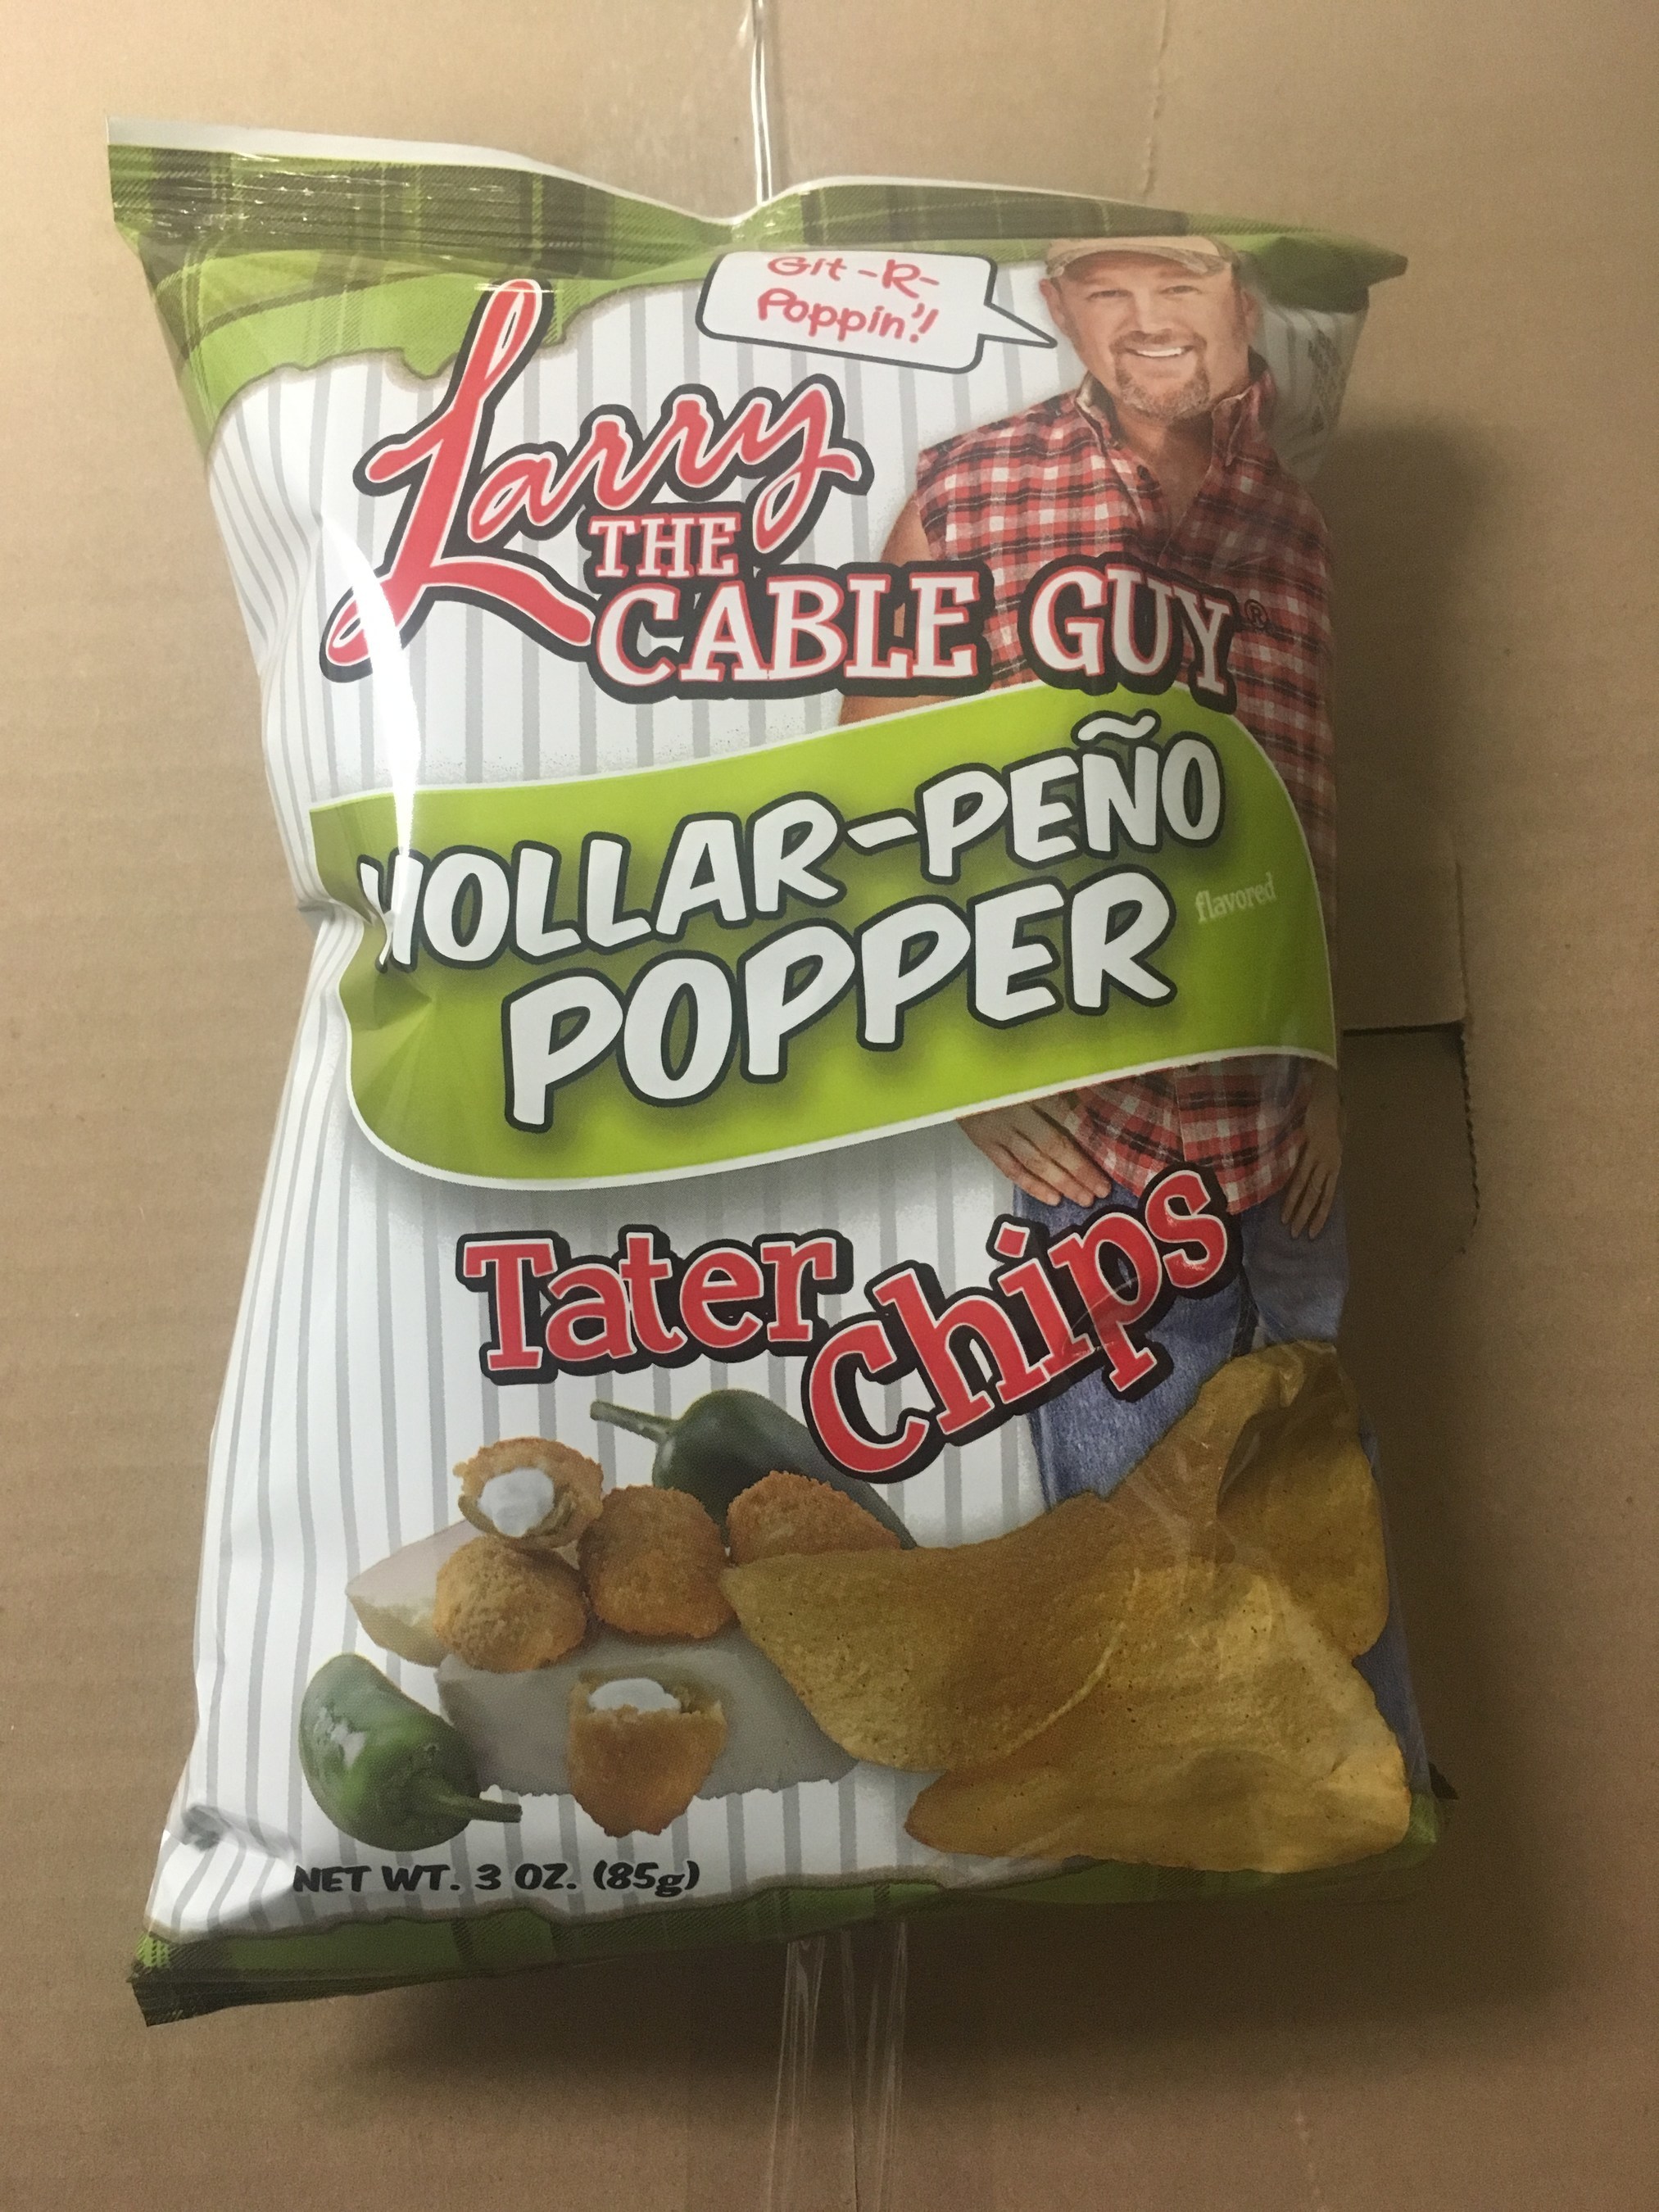 Git-R-
Poppin'!
Larry
THE
CABLE GUY®
HOLLAR-PEÑO
POPPER flavored
Tater
Chips
NET WT. 3 OZ. (85g)